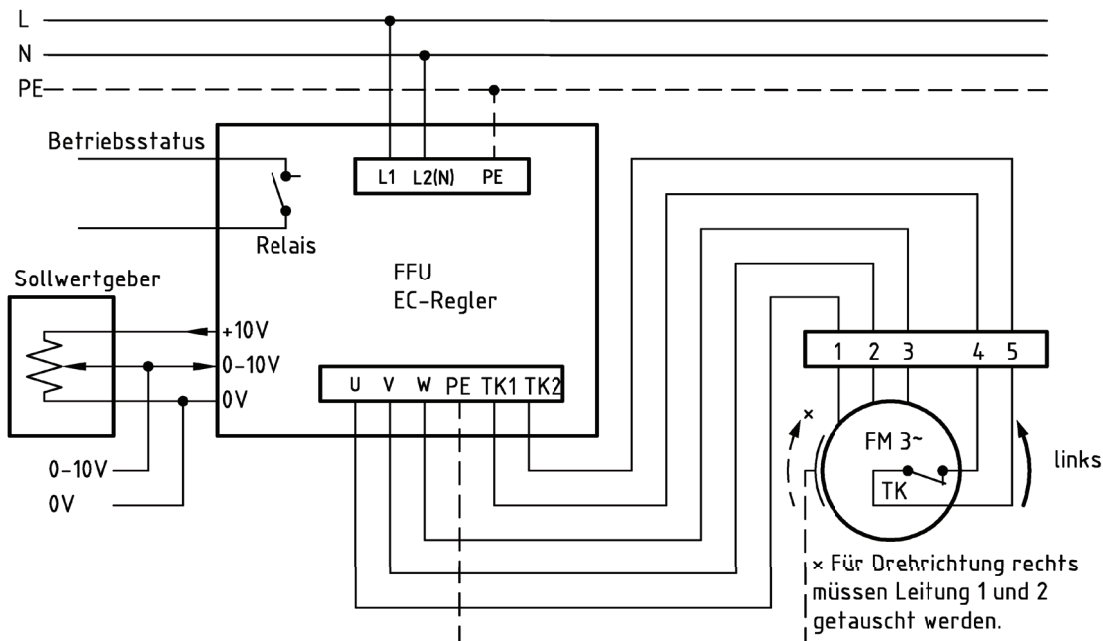 L
N
PE
Betriebsstatus
L1 L2(N) PE
Relais
FFU
EC-Regler
Sollwertgeber
+10V
0-10V
0V
0-10V
0V
U V W PE TK1 TK2
1 2 3 4 5
×
FM 3~
TK
links
× Für Drehrichtung rechts
müssen Leitung 1 und 2
getauscht werden.